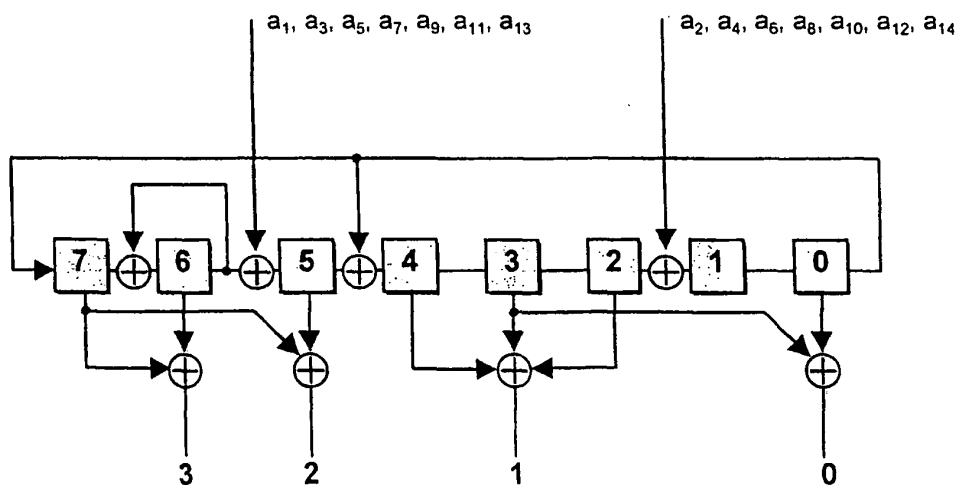 a₁, a₃, a₅, a₇, a₉, a₁₁, a₁₃
a₂, a₄, a₆, a₈, a₁₀, a₁₂, a₁₄
7 6 5 4 3 2 1 0
3 2 1 0